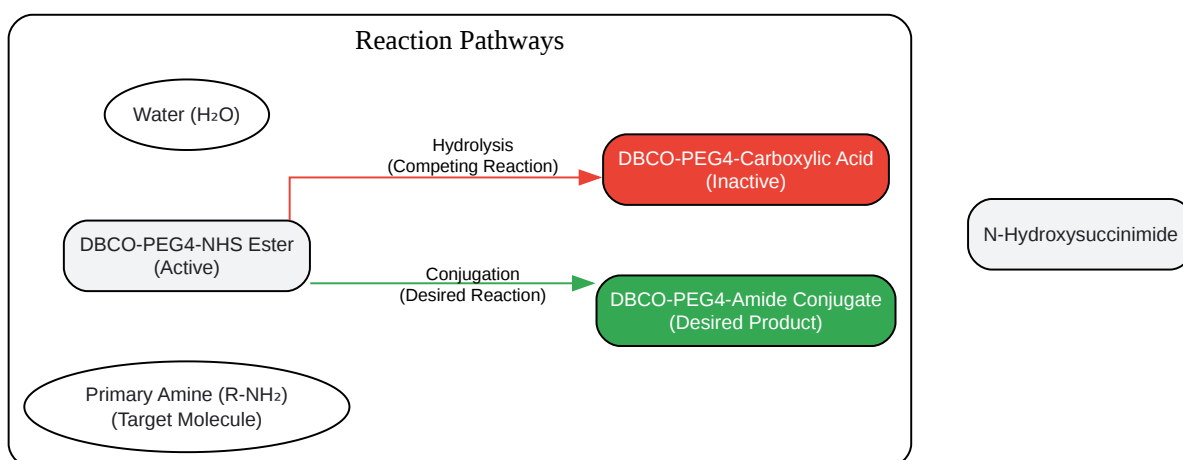 Reaction Pathways
Water (H₂O)
Hydrolysis
(Competing Reaction)
DBCO-PEG4-Carboxylic Acid
(Inactive)
DBCO-PEG4-NHS Ester
(Active)
N-Hydroxysuccinimide
Conjugation
(Desired Reaction)
DBCO-PEG4-Amide Conjugate
(Desired Product)
Primary Amine (R-NH₂)
(Target Molecule)